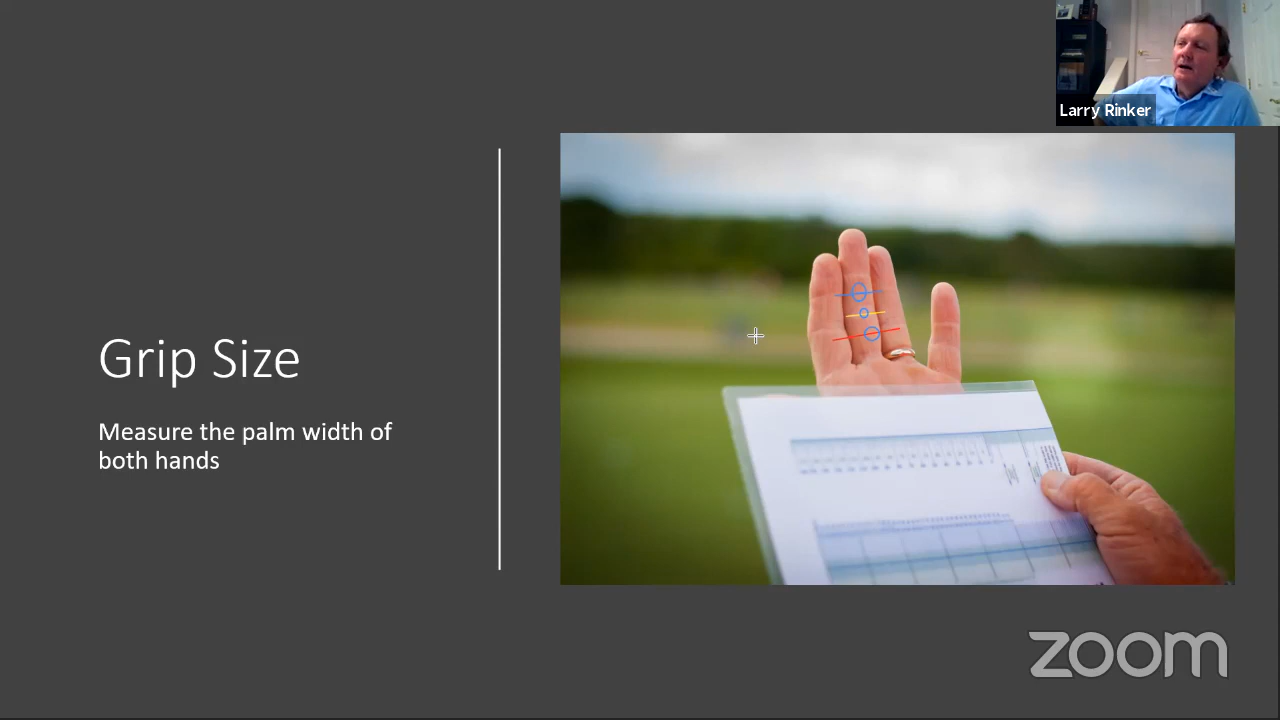 Larry Rinker
Grip Size
Measure the palm width of
both hands
zoom